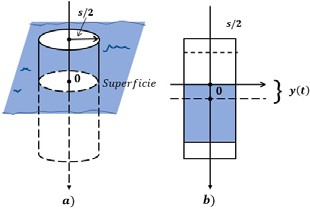 s/2
0
Superficie
a)
s/2
0
y(t)
b)